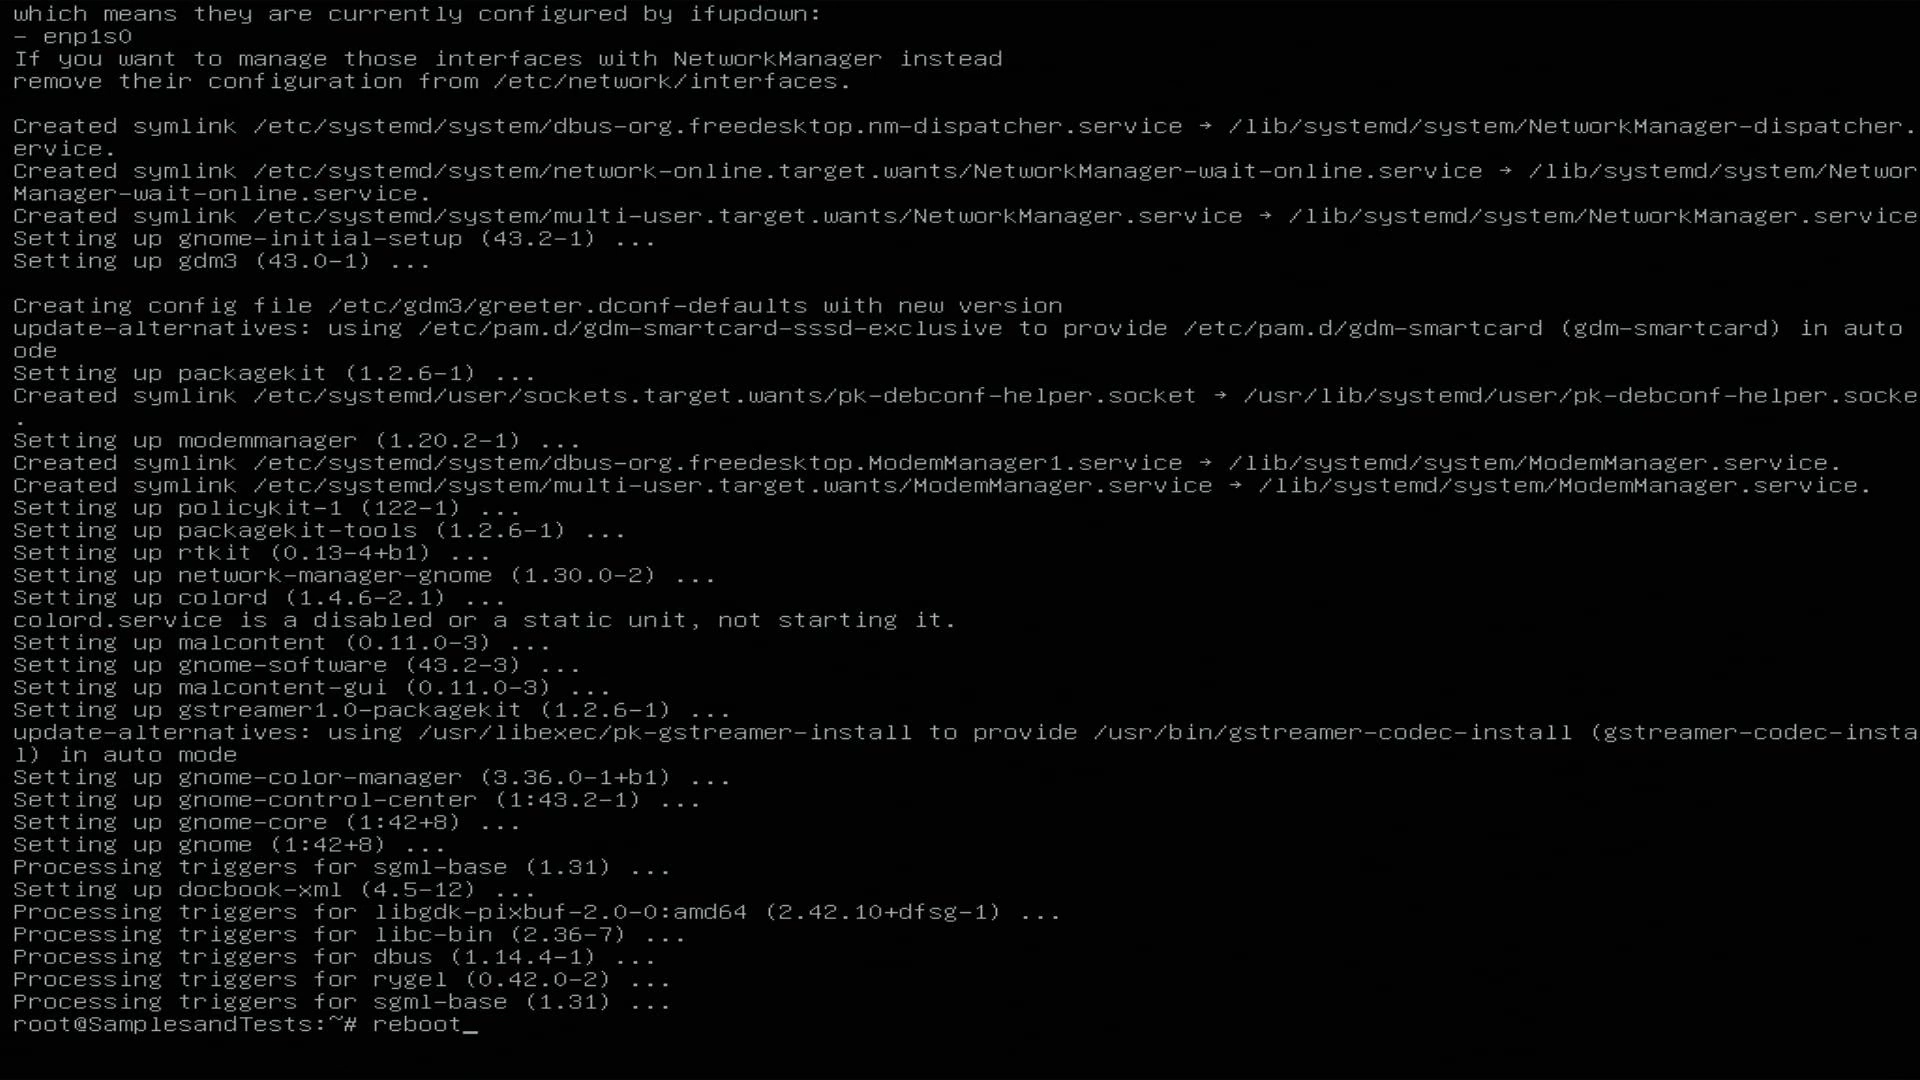 which means they are currently configured by ifupdown:
- enp1s0
If you want to manage those interfaces with NetworkManager instead
remove their configuration from /etc/network/interfaces.
Created symlink /etc/systemd/system/dbus-org.freedesktop.nm-dispatcher.service → /lib/systemd/system/NetworkManager-dispatcher.
ervice.
Created symlink /etc/systemd/system/network-online.target.wants/NetworkManager-wait-online.service → /lib/systemd/system/Networ
Manager-wait-online.service.
Created symlink /etc/systemd/system/multi-user.target.wants/NetworkManager.service → /lib/systemd/system/NetworkManager.service
Setting up gnome-initial-setup (43.2-1) ...
Setting up gdm3 (43.0-1) ...
Creating config file /etc/gdm3/greeter.dconf-defaults with new version
update-alternatives: using /etc/pam.d/gdm-smartcard-sssd-exclusive to provide /etc/pam.d/gdm-smartcard (gdm-smartcard) in auto
ode
Setting up packagekit (1.2.6-1) ...
Created symlink /etc/systemd/user/sockets.target.wants/pk-debconf-helper.socket → /usr/lib/systemd/user/pk-debconf-helper.socke
.
Setting up modemmanager (1.20.2-1) ...
Created symlink /etc/systemd/system/dbus-org.freedesktop.ModemManager1.service → /lib/systemd/system/ModemManager.service.
Created symlink /etc/systemd/system/multi-user.target.wants/ModemManager.service → /lib/systemd/system/ModemManager.service.
Setting up policykit-1 (122-1) ...
Setting up packagekit-tools (1.2.6-1) ...
Setting up rtkit (0.13-4+b1) ...
Setting up network-manager-gnome (1.30.0-2) ...
Setting up colord (1.4.6-2.1) ...
colord.service is a disabled or a static unit, not starting it.
Setting up malcontent (0.11.0-3) ...
Setting up gnome-software (43.2-3) ...
Setting up malcontent-gui (0.11.0-3) ...
Setting up gstreamer1.0-packagekit (1.2.6-1) ...
update-alternatives: using /usr/libexec/pk-gstreamer-install to provide /usr/bin/gstreamer-codec-install (gstreamer-codec-insta
l) in auto mode
Setting up gnome-color-manager (3.36.0-1+b1) ...
Setting up gnome-control-center (1:43.2-1) ...
Setting up gnome-core (1:42+8) ...
Setting up gnome (1:42+8) ...
Processing triggers for sgml-base (1.31) ...
Setting up docbook-xml (4.5-12) ...
Processing triggers for libgdk-pixbuf-2.0-0:amd64 (2.42.10+dfsg-1) ...
Processing triggers for libc-bin (2.36-7) ...
Processing triggers for dbus (1.14.4-1) ...
Processing triggers for rygel (0.42.0-2) ...
Processing triggers for sgml-base (1.31) ...
root@SamplesandTests:~# reboot_